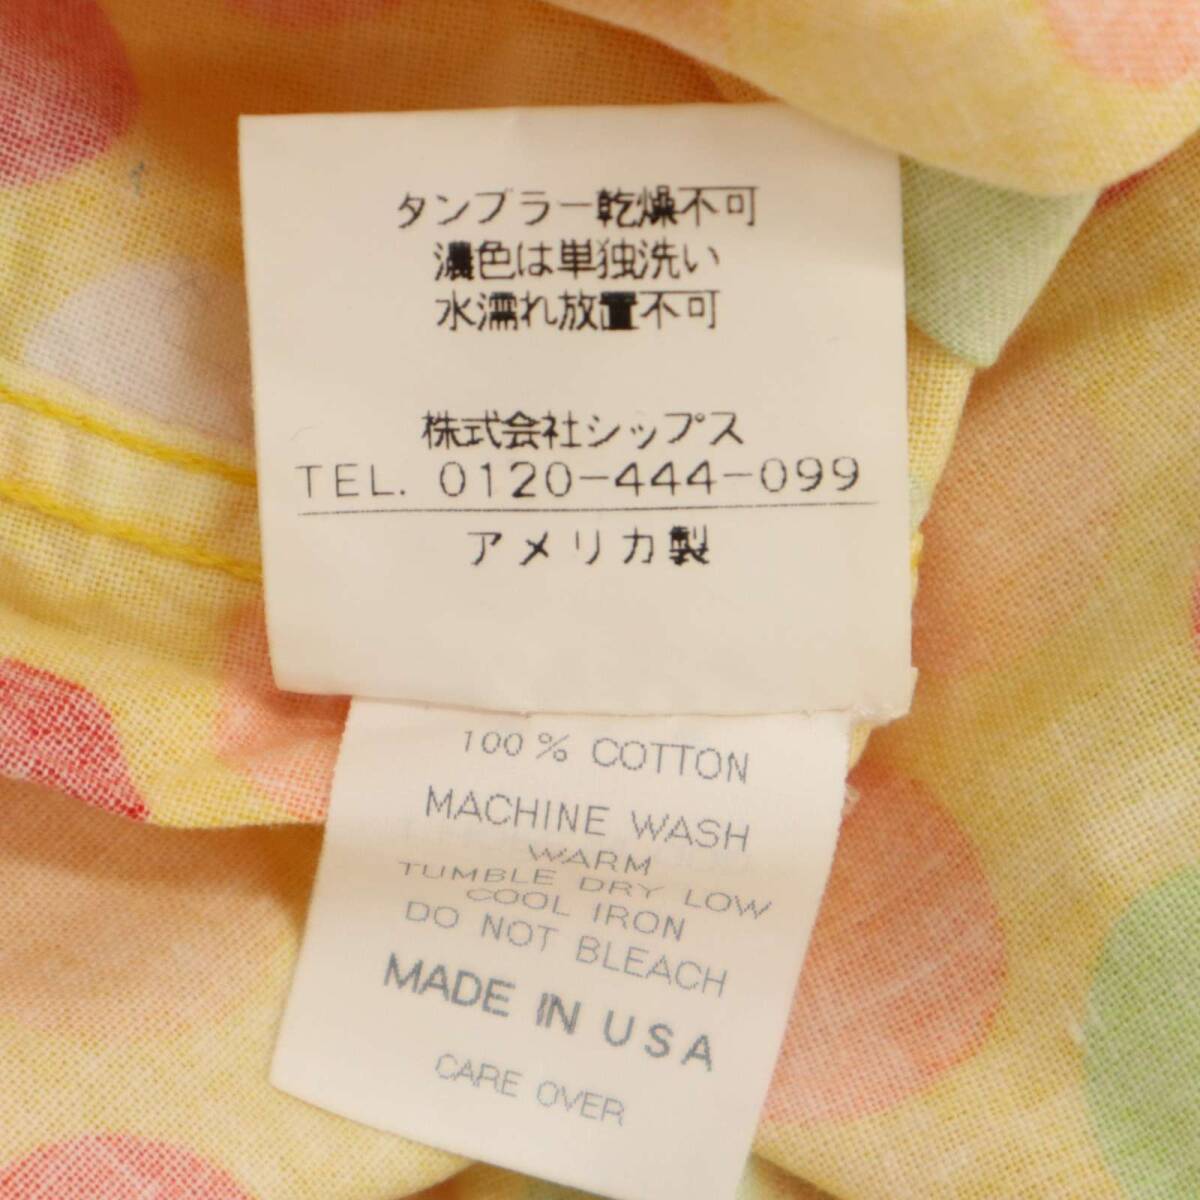 タンブラー乾燥不可
濃色は単独洗い
水濡れ放置不可
株式会社シップス
TEL. 0120-444-099
アメリカ製
100% COTTON
MACHINE WASH
WARM
TUMBLE DRY LOW
COOL IRON
DO NOT BLEACH
MADE IN USA
CARE OVER